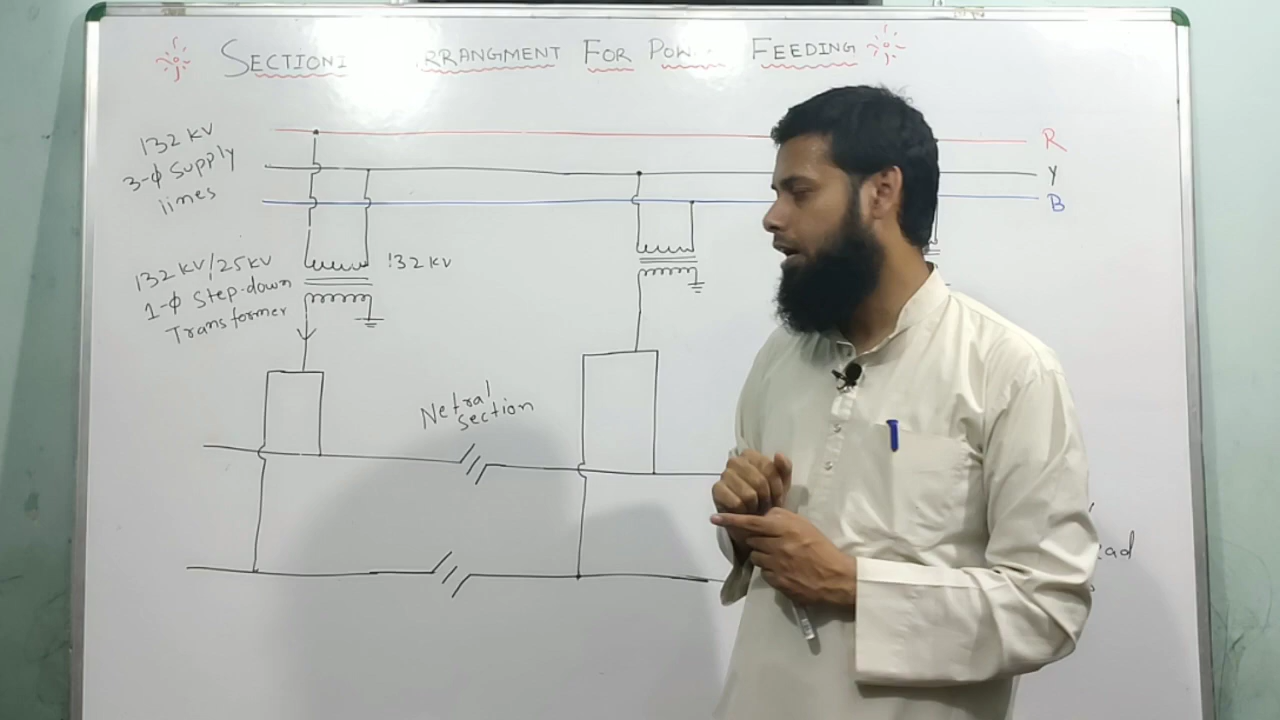 SECTIONI RRANGMENT FOR POW FEEDING
132 KV
3-ϕ Supply
lines
R
Y
B
132 KV/25KV
1-ϕ Step-down
Transformer
132 KV
Netral
section